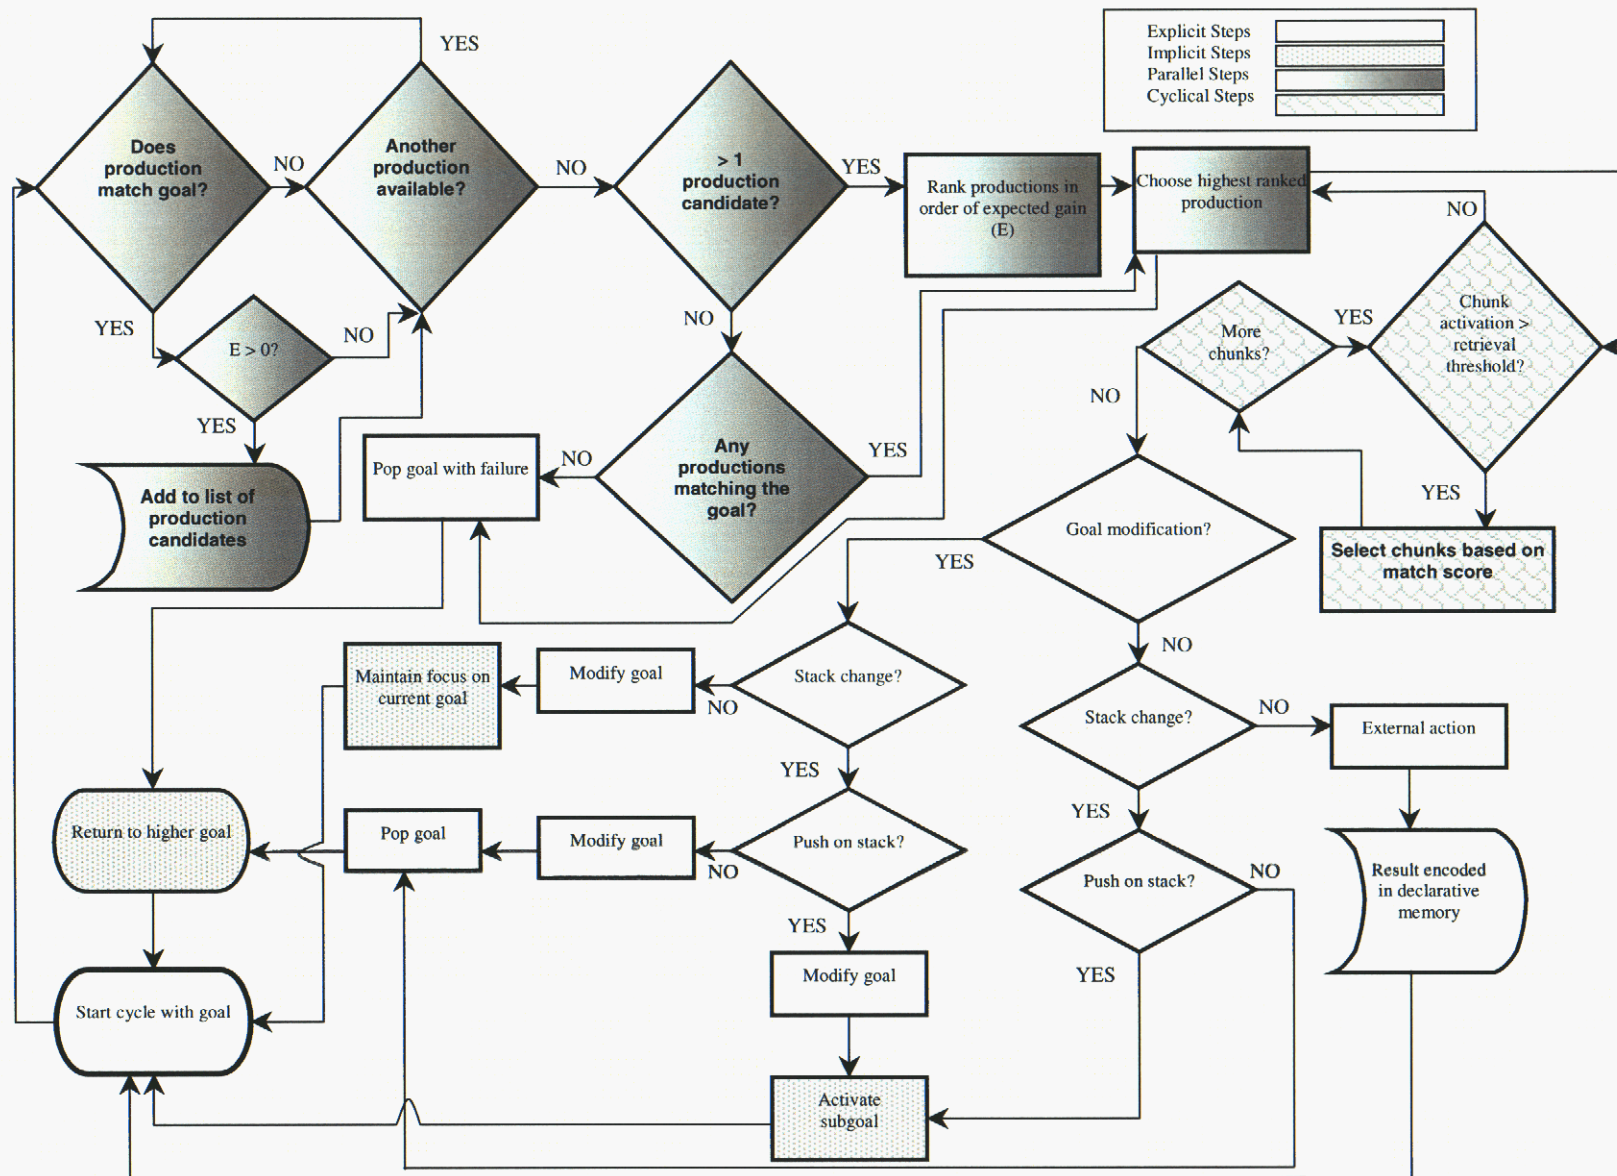 Explicit Steps
Implicit Steps
Parallel Steps
Cyclical Steps
YES
Does
production
match goal?
NO
Another
production
available?
NO
> 1
production
candidate?
YES
Rank productions in
order of expected gain
(E)
Choose highest ranked
production
NO
YES
E > 0?
NO
NO
More
chunks?
YES
Chunk
activation >
retrieval
threshold?
YES
NO
Pop goal with failure
NO
Any
productions
matching the
goal?
YES
Add to list of
production
candidates
YES
Goal modification?
YES
Select chunks based on
match score
NO
Maintain focus on
current goal
Modify goal
NO
Stack change?
Stack change?
NO
External action
YES
YES
Return to higher goal
Pop goal
Modify goal
NO
Push on stack?
Push on stack?
NO
Result encoded
in declarative
memory
YES
YES
Modify goal
Start cycle with goal
Activate
subgoal